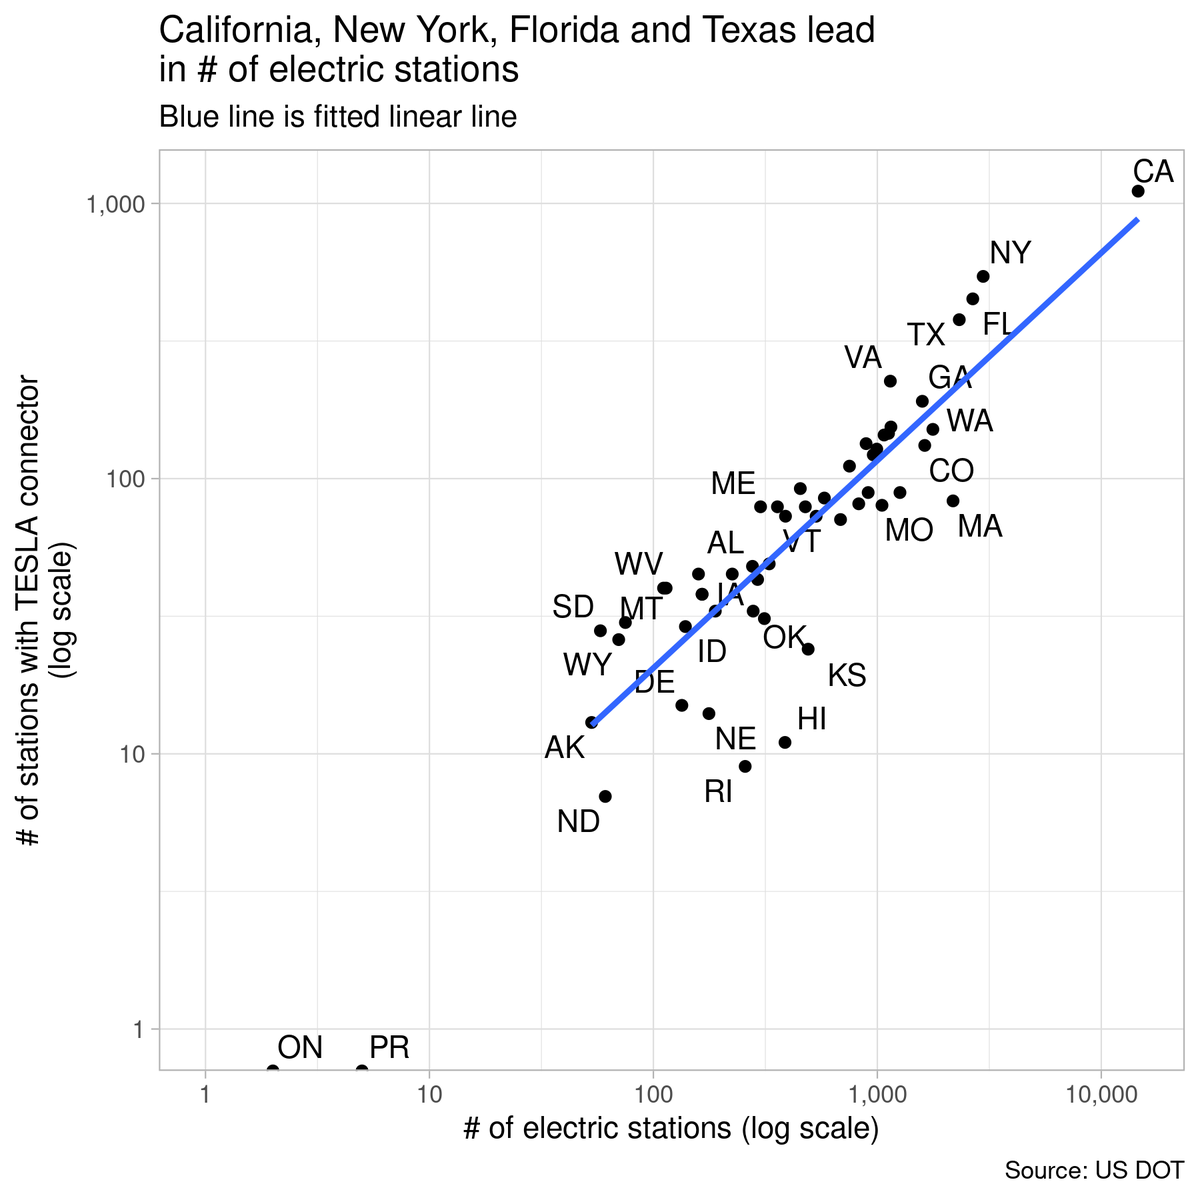 California, New York, Florida and Texas lead
in # of electric stations
Blue line is fitted linear line
# of stations with TESLA connector
(log scale)
1,000
100
10
1
CA
NY
TX
FL
VA
GA
WA
CO
ME
MO
MA
AL
VT
WV
IA
SD
MT
OK
ID
WY
KS
DE
HI
NE
AK
RI
ND
ON
PR
1
10
100
1,000
10,000
# of electric stations (log scale)
Source: US DOT